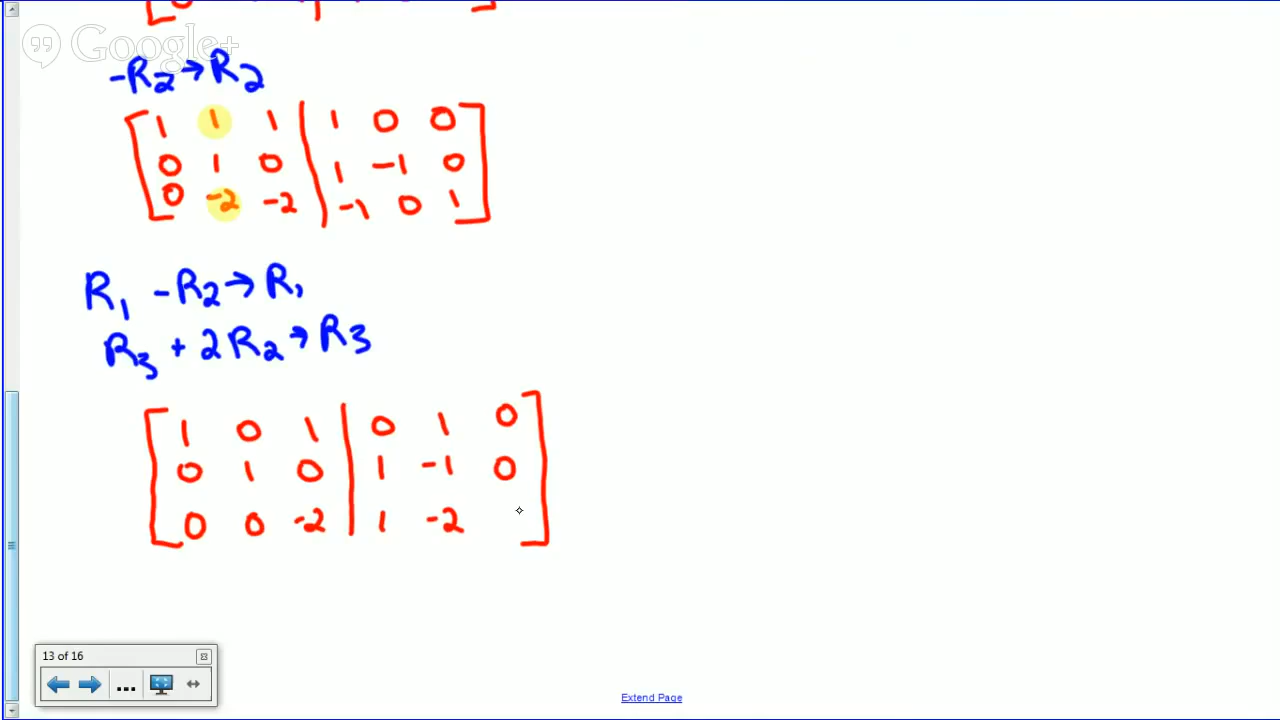 Google+
-R2→R2
1 1 1 | 1 0 0
0 1 0 | 1 -1 0
0 -2 -2 | -1 0 1
R1 -R2→R1
R3 + 2R2→R3
1 0 1 | 0 1 0
0 1 0 | 1 -1 0
0 0 -2 | 1 -2
13 of 16
...
Extend Page